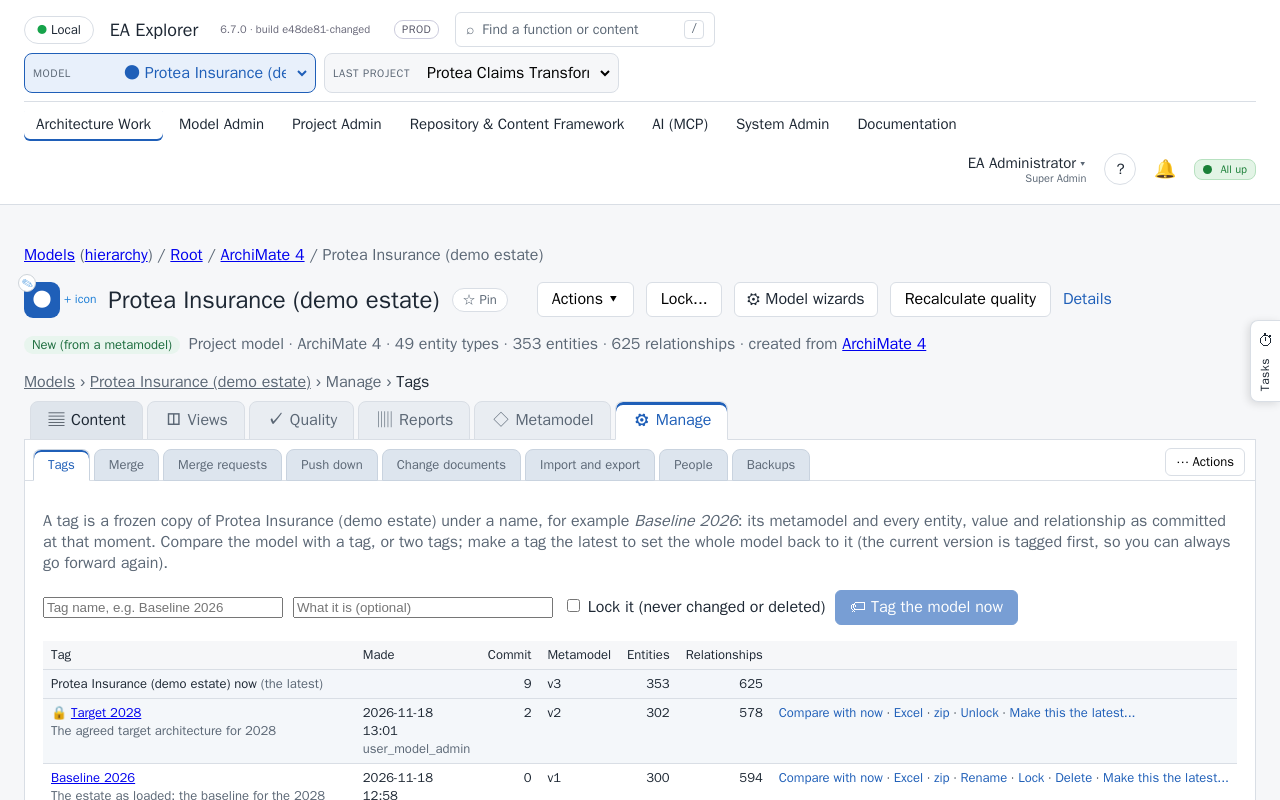 Local EA Explorer 6.7.0 · build e48de81-changed PROD Find a function or content /
MODEL Protea Insurance (de LAST PROJECT Protea Claims Transfor
Architecture Work Model Admin Project Admin Repository & Content Framework AI (MCP) System Admin Documentation
EA Administrator ▾ ? All up
Super Admin
Models (hierarchy) / Root / ArchiMate 4 / Protea Insurance (demo estate)
+ icon Protea Insurance (demo estate) ☆ Pin Actions ▾ Lock... ⚙ Model wizards Recalculate quality Details
New (from a metamodel) Project model · ArchiMate 4 · 49 entity types · 353 entities · 625 relationships · created from ArchiMate 4
Tasks
Models › Protea Insurance (demo estate) › Manage › Tags
Content Views ✓ Quality Reports ◇ Metamodel ⚙ Manage
Tags Merge Merge requests Push down Change documents Import and export People Backups ··· Actions
A tag is a frozen copy of Protea Insurance (demo estate) under a name, for example Baseline 2026: its metamodel and every entity, value and relationship as committed
at that moment. Compare the model with a tag, or two tags; make a tag the latest to set the whole model back to it (the current version is tagged first, so you can always
go forward again).
Tag name, e.g. Baseline 2026 What it is (optional) Lock it (never changed or deleted) Tag the model now
Tag Made Commit Metamodel Entities Relationships
Protea Insurance (demo estate) now (the latest) 9 v3 353 625
Target 2028 2026-11-18 2 v2 302 578 Compare with now · Excel · zip · Unlock · Make this the latest...
The agreed target architecture for 2028 13:01
user_model_admin
Baseline 2026 2026-11-18 0 v1 300 594 Compare with now · Excel · zip · Rename · Lock · Delete · Make this the latest...
The estate as loaded: the baseline for the 2028 12:58